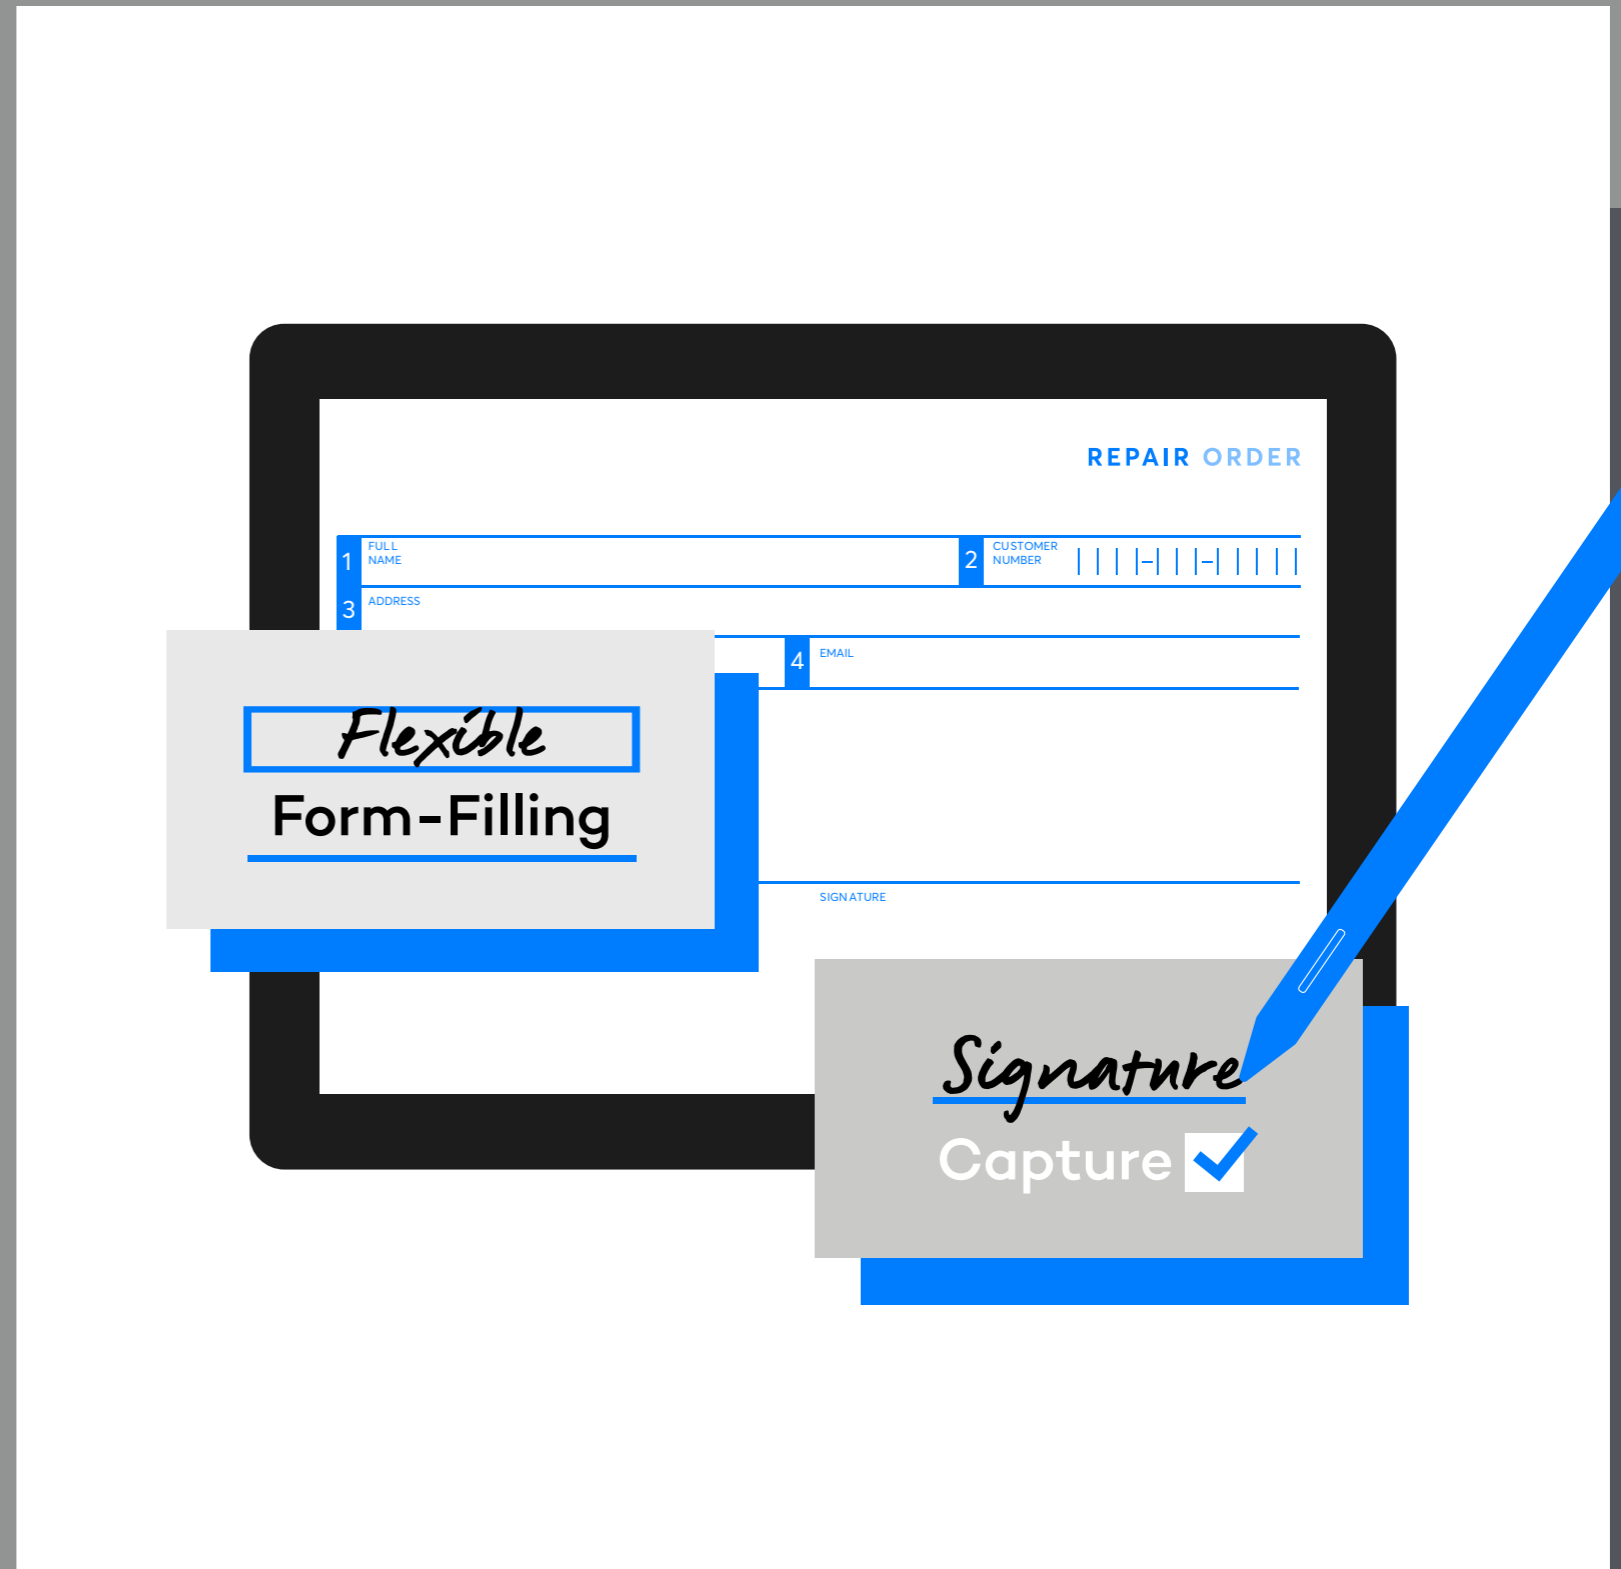 REPAIR ORDER
1 FULL NAME
2 CUSTOMER NUMBER
3 ADDRESS
4 EMAIL
Flexible
Form-Filling
SIGNATURE
Signature
Capture